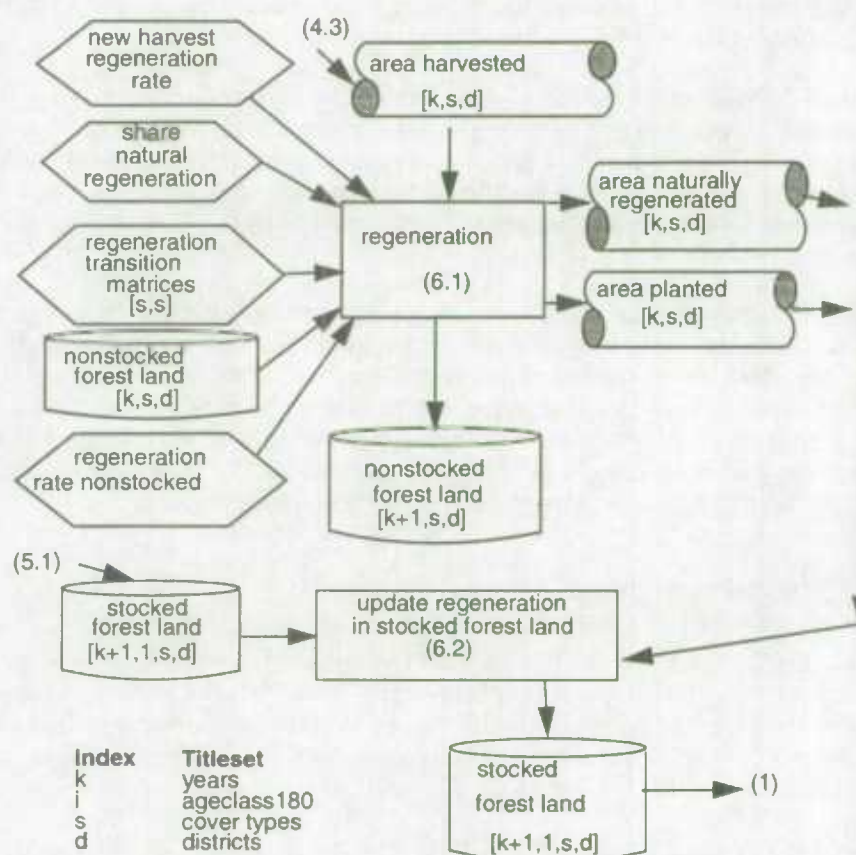 new harvest
regeneration
rate
(4.3)
area harvested
[k,s,d]
share
natural
regeneration
area naturally
regenerated
[k,s,d]
regeneration
(6.1)
regeneration
transition
matrices
[s,s]
area planted
[k,s,d]
nonstocked
forest land
[k,s,d]
regeneration
rate nonstocked
nonstocked
forest land
[k+1,s,d]
(5.1)
stocked
forest land
[k+1,1,s,d]
update regeneration
in stocked forest land
(6.2)
stocked
forest land
[k+1,1,s,d]
(1)
Index Titleset
k years
i ageclass180
s cover types
d districts